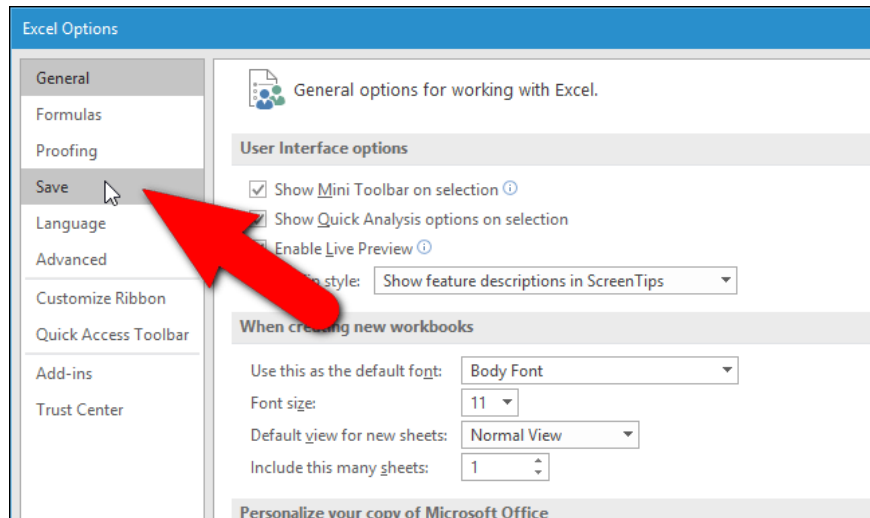 Excel Options
General
Formulas
Proofing
Save
Language
Advanced
Customize Ribbon
Quick Access Toolbar
Add-ins
Trust Center
General options for working with Excel.
User Interface options
Show Mini Toolbar on selection
Show Quick Analysis options on selection
Enable Live Preview
style: Show feature descriptions in ScreenTips
When creating new workbooks
Use this as the default font: Body Font
Font size: 11
Default view for new sheets: Normal View
Include this many sheets: 1
Personalize your copy of Microsoft Office